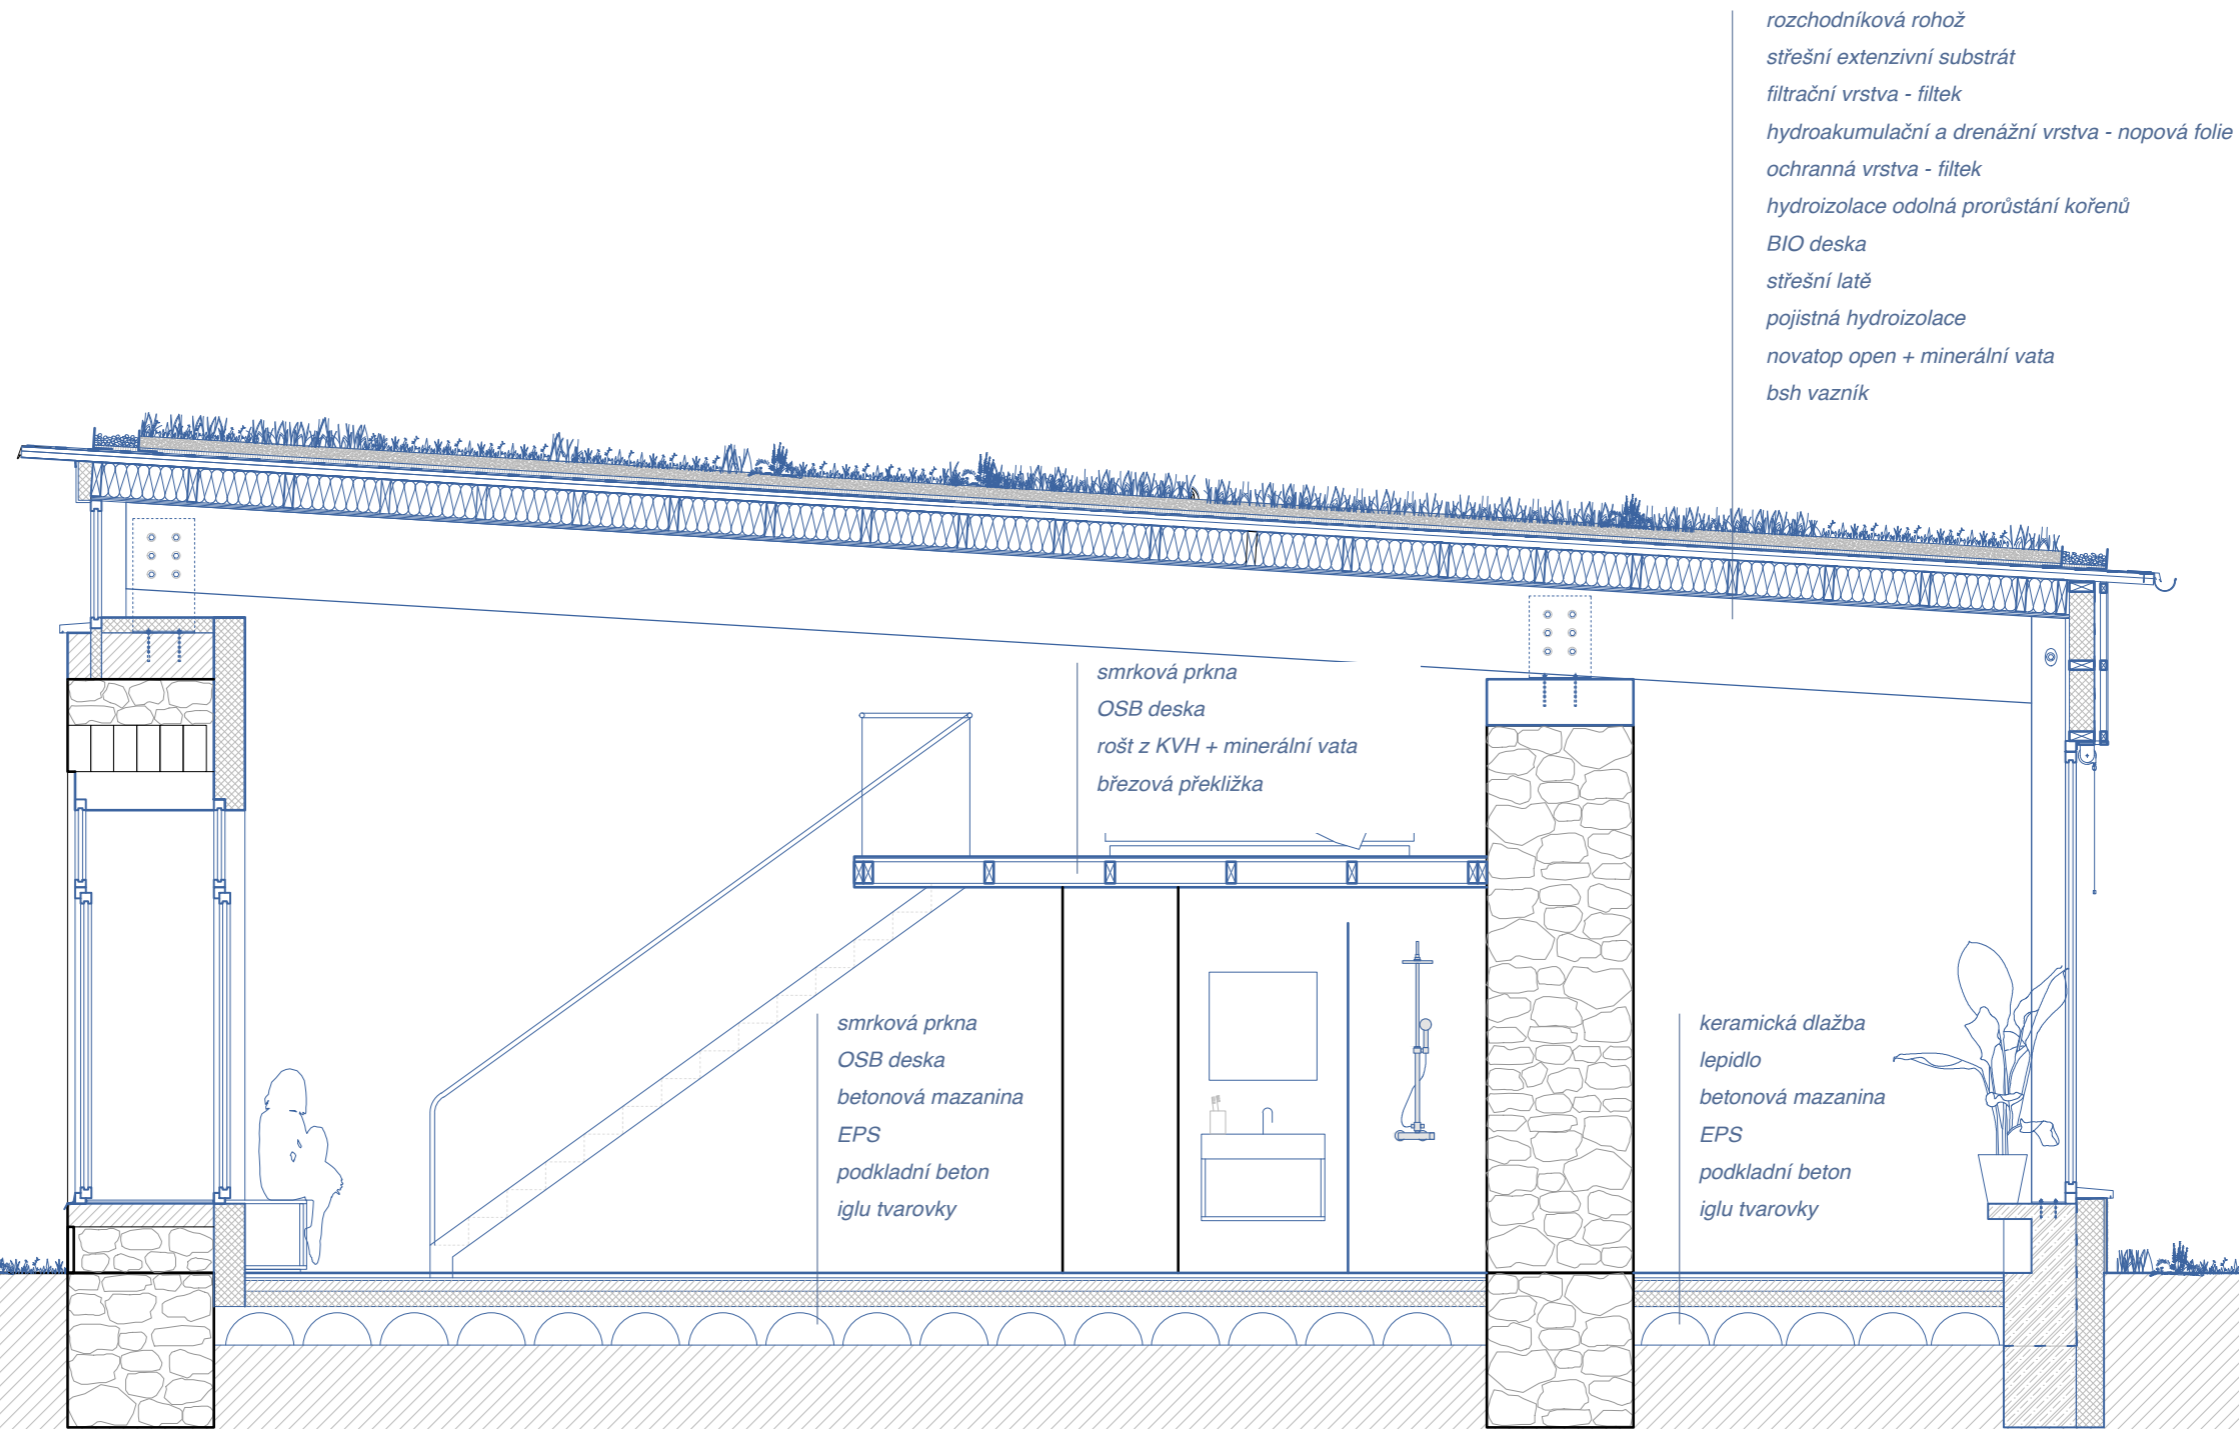 rozchodníková rohož
střešní extenzivní substrát
filtrační vrstva - filtek
hydroakumulační a drenážní vrstva - nopová folie
ochranná vrstva - filtek
hydroizolace odolná prorůstání kořenů
BIO deska
střešní latě
pojistná hydroizolace
novatop open + minerální vata
bsh vazník
smrková prkna
OSB deska
rošt z KVH + minerální vata
březová překližka
smrková prkna
OSB deska
betonová mazanina
EPS
podkladní beton
iglu tvarovky
keramická dlažba
lepidlo
betonová mazanina
EPS
podkladní beton
iglu tvarovky